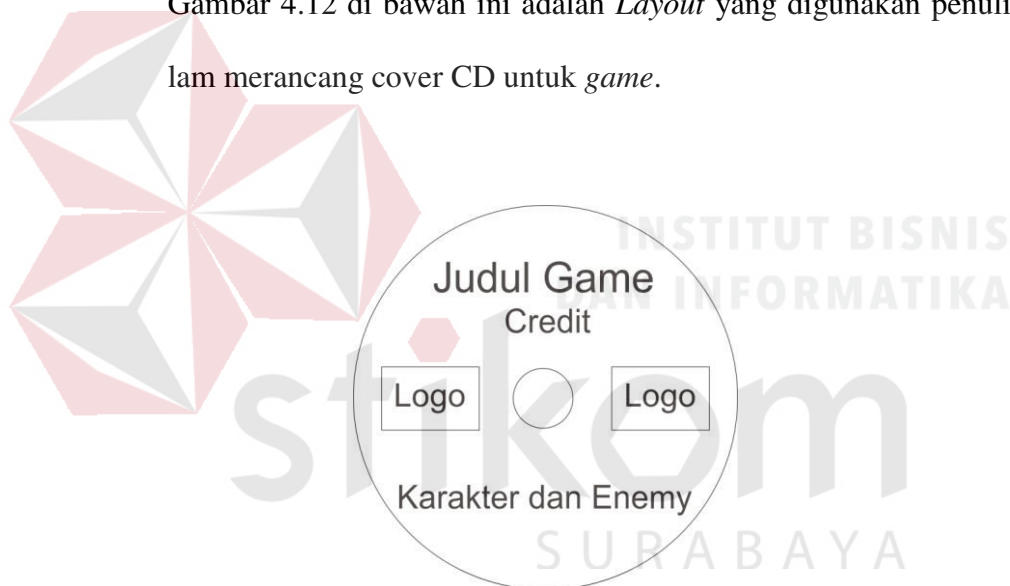 Gambar 4.12 di bawah ini adalah Layout yang digunakan penuli
lam merancang cover CD untuk game.
INSTITUT BISNIS
DAN INFORMATIKA
stikom
SURABAYA
Judul Game
Credit
Logo
Logo
Karakter dan Enemy